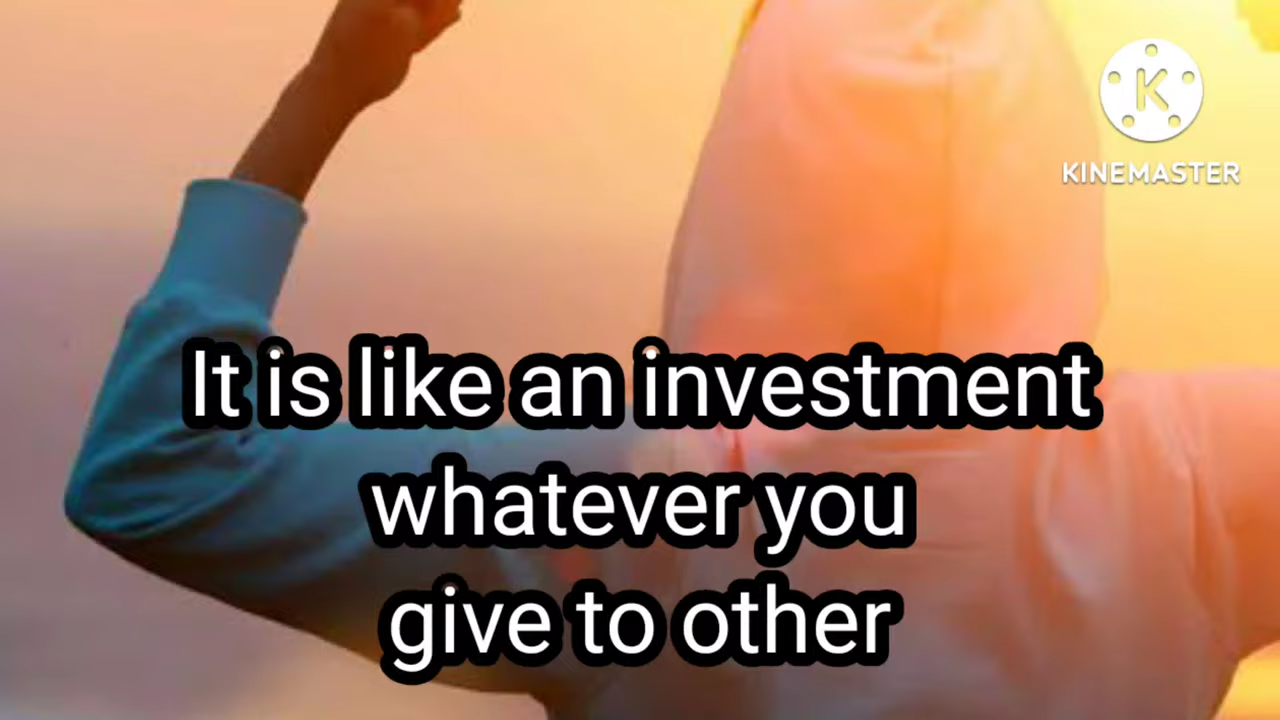 K
KINEMASTER
It is like an investment
whatever you
give to other